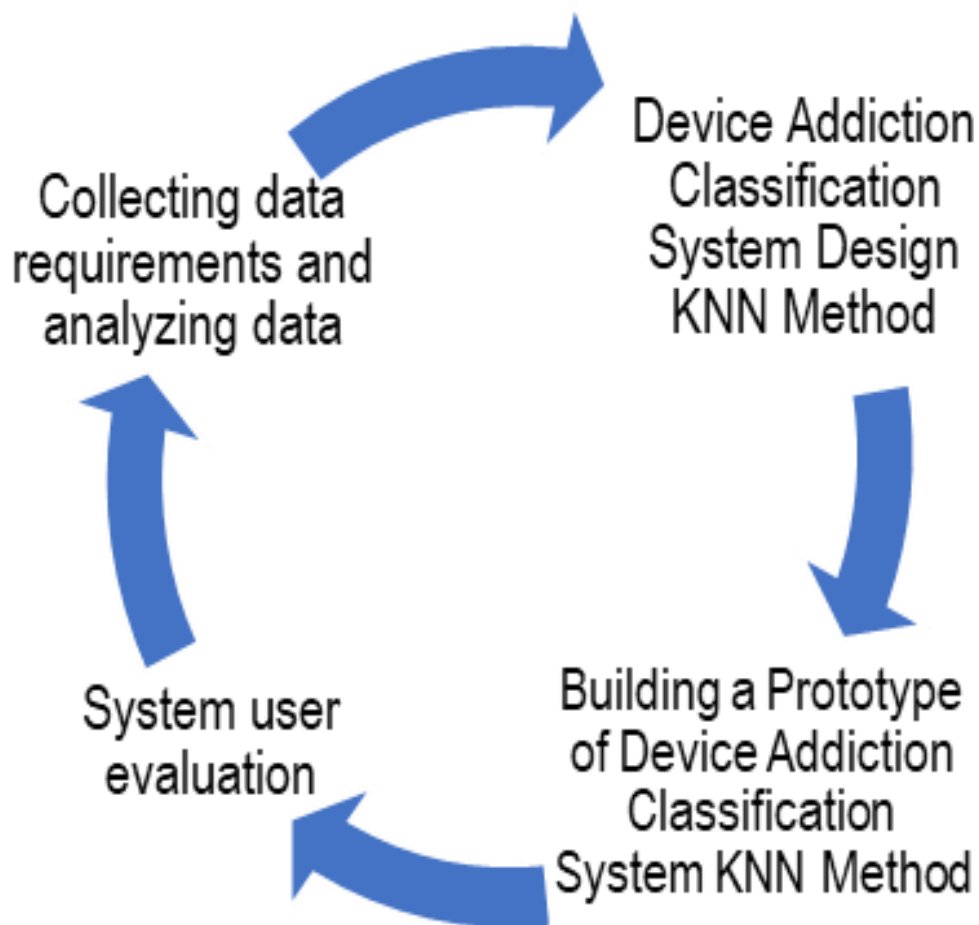 Collecting data
requirements and
analyzing data
Device Addiction
Classification
System Design
KNN Method
Building a Prototype
of Device Addiction
Classification
System KNN Method
System user
evaluation